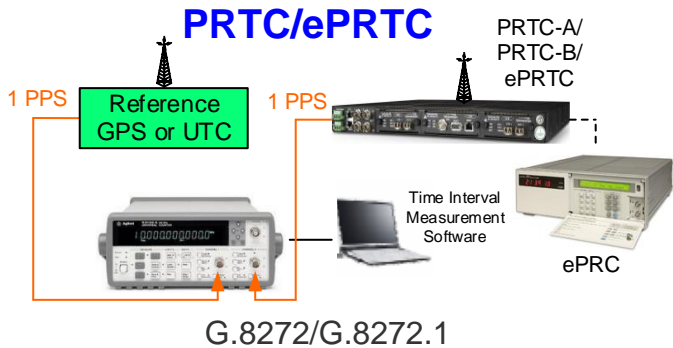 PRTC/ePRTC
PRTC-A/
PRTC-B/
ePRTC
1 PPS
Reference
GPS or UTC
1 PPS
Time Interval
Measurement
Software
ePRC
G.8272/G.8272.1